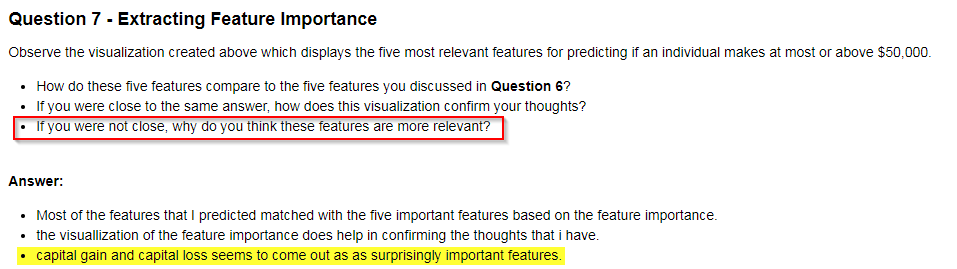 Question 7 - Extracting Feature Importance
Observe the visualization created above which displays the five most relevant features for predicting if an individual makes at most or above $50,000.
• How do these five features compare to the five features you discussed in Question 6?
• If you were close to the same answer, how does this visualization confirm your thoughts?
• If you were not close, why do you think these features are more relevant?
Answer:
• Most of the features that I predicted matched with the five important features based on the feature importance.
• the visuallization of the feature importance does help in confirming the thoughts that i have.
• capital gain and capital loss seems to come out as as surprisingly important features.